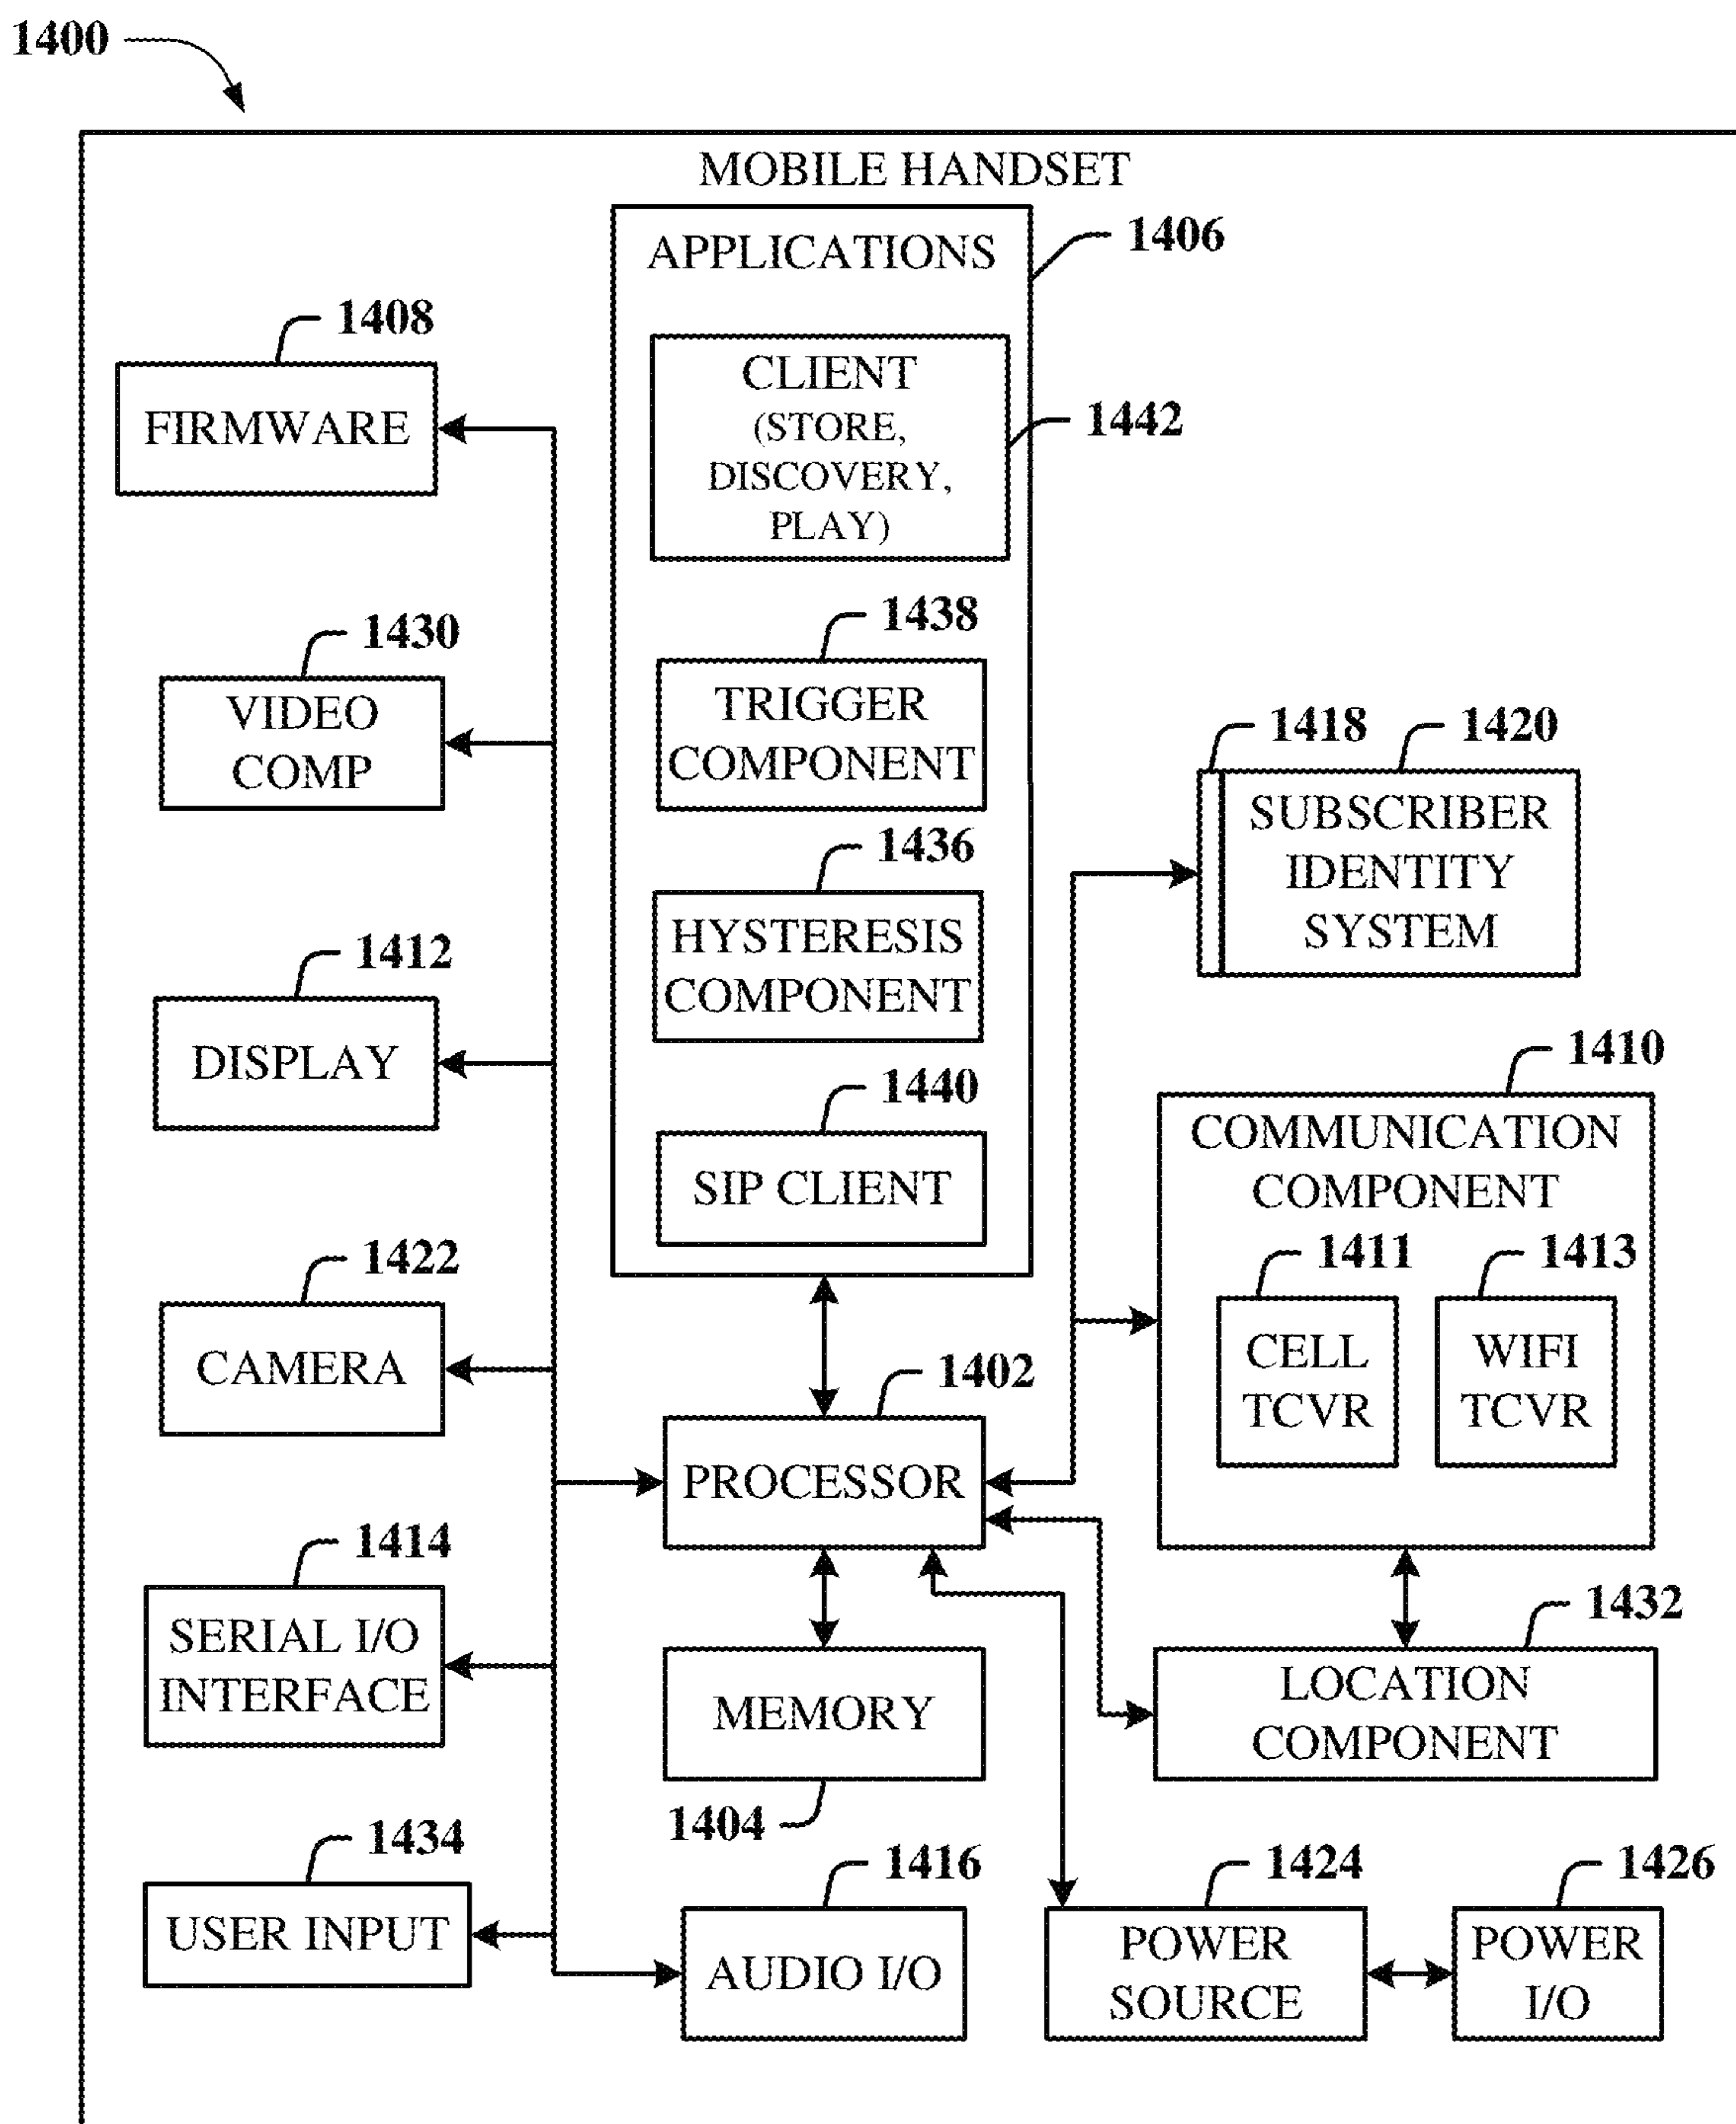 1400
MOBILE HANDSET
APPLICATIONS
1406
CLIENT
(STORE,
DISCOVERY,
PLAY)
1442
1438
TRIGGER
COMPONENT
1436
HYSTERESIS
COMPONENT
1440
SIP CLIENT
1408
FIRMWARE
1430
VIDEO
COMP
1412
DISPLAY
1422
CAMERA
1414
SERIAL I/O
INTERFACE
1434
USER INPUT
1402
PROCESSOR
MEMORY
1404
1416
AUDIO I/O
1418
1420
SUBSCRIBER
IDENTITY
SYSTEM
1410
COMMUNICATION
COMPONENT
1411
CELL
TCVR
1413
WIFI
TCVR
1432
LOCATION
COMPONENT
1424
POWER
SOURCE
1426
POWER
I/O